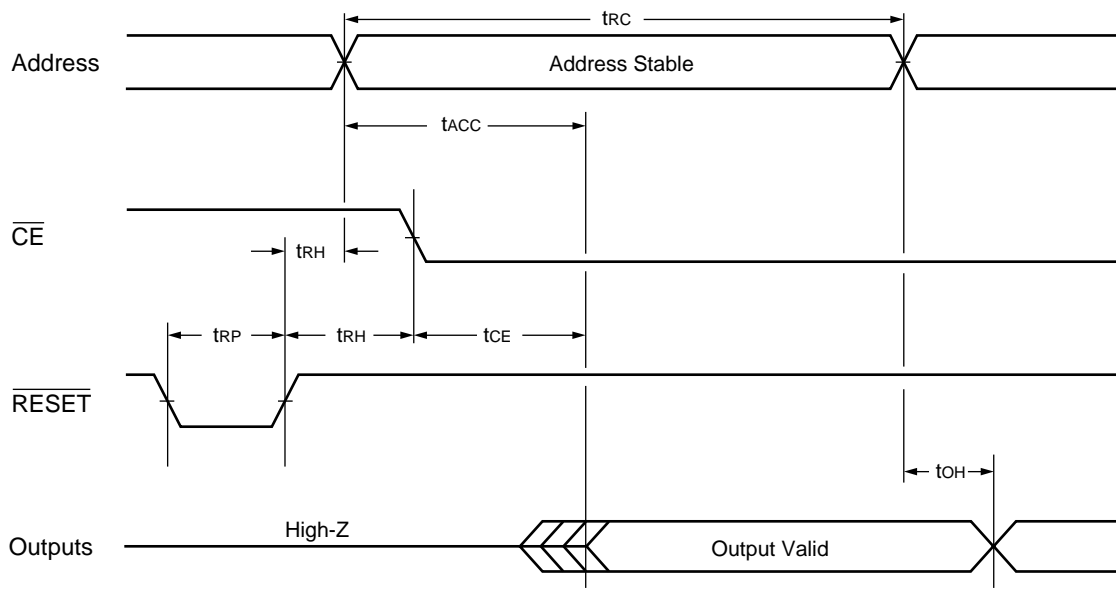 tRC
Address
Address Stable
tACC
CE
tRH
tRP
tRH
tCE
RESET
tOH
High-Z
Outputs
Output Valid